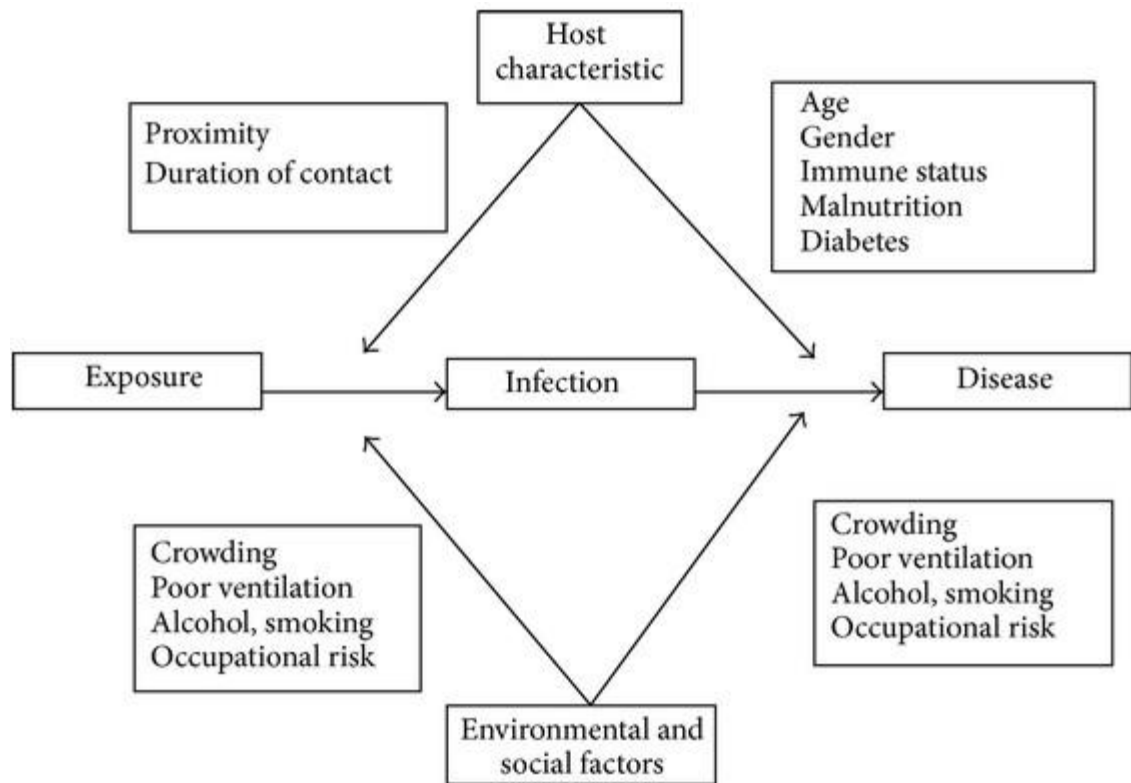 Host
characteristic
Proximity
Duration of contact
Age
Gender
Immune status
Malnutrition
Diabetes
Exposure
Infection
Disease
Crowding
Poor ventilation
Alcohol, smoking
Occupational risk
Crowding
Poor ventilation
Alcohol, smoking
Occupational risk
Environmental and
social factors